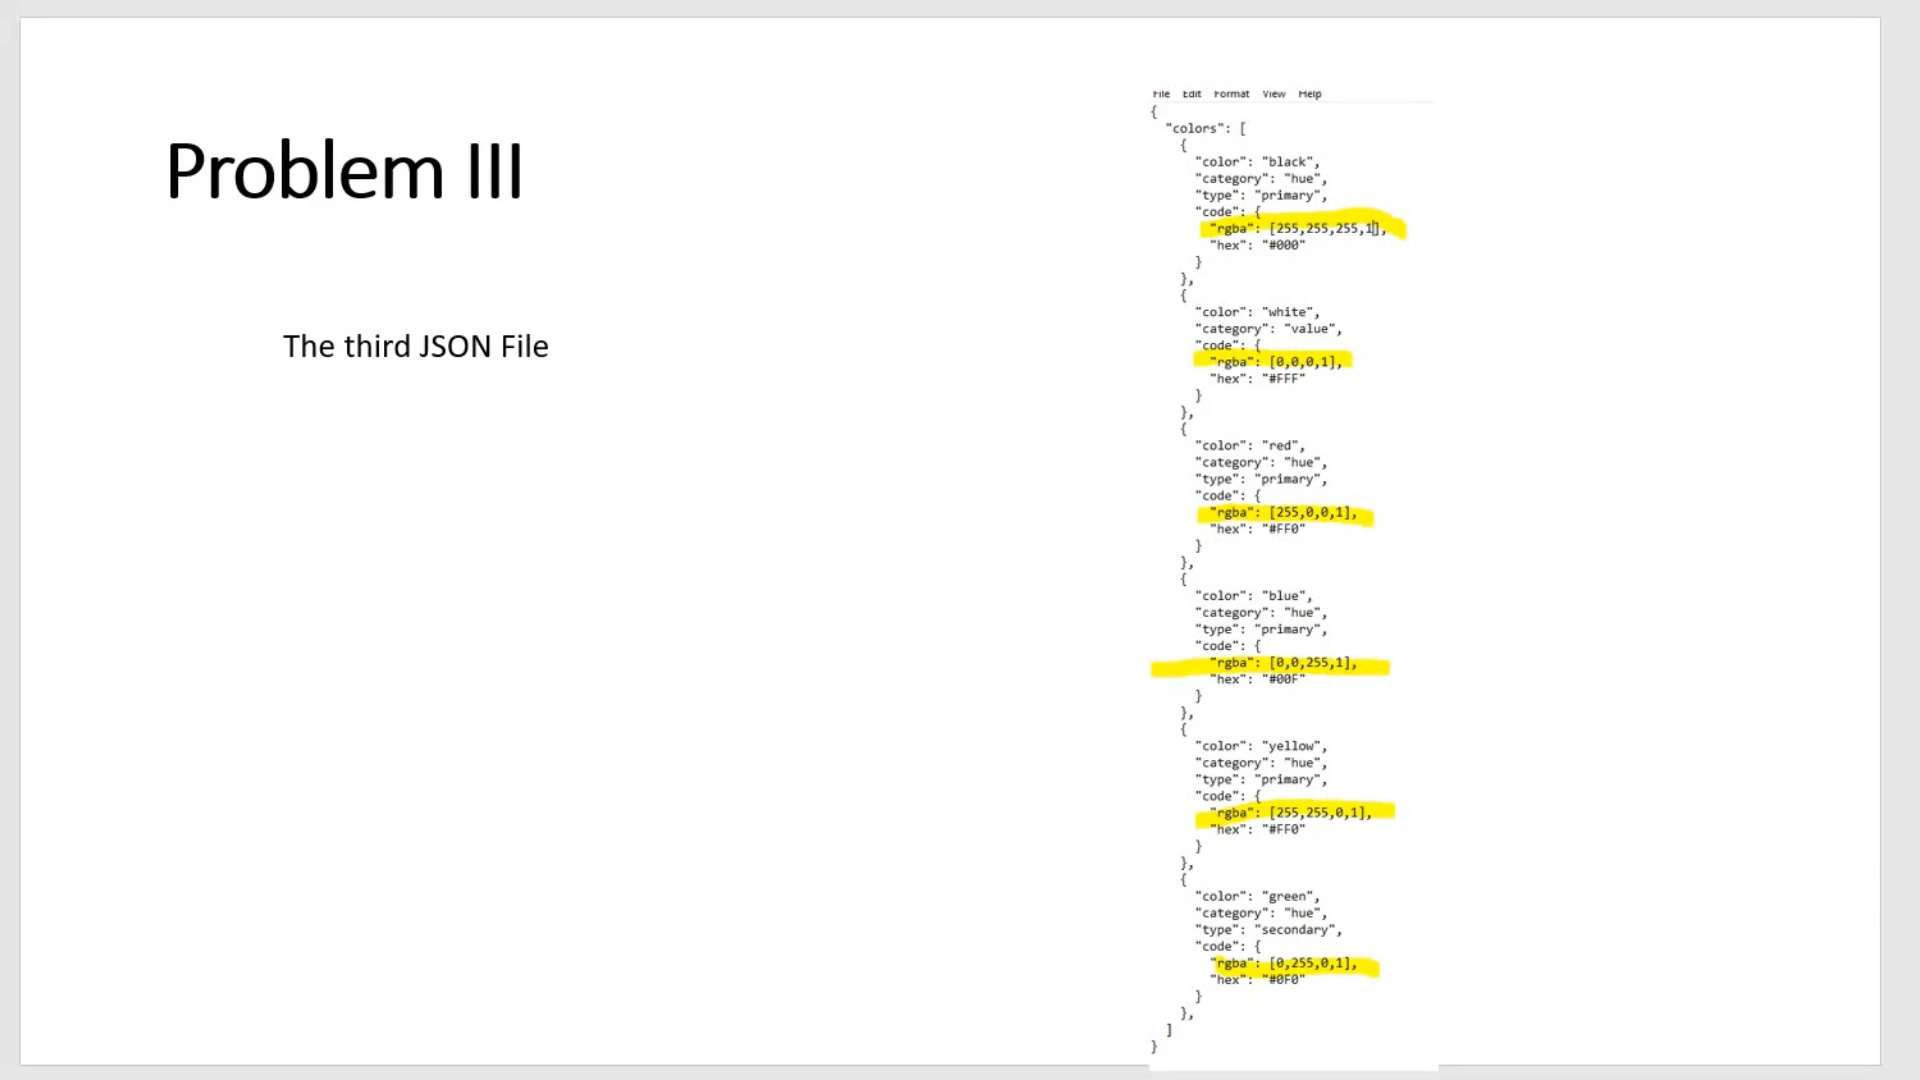 Problem III
The third JSON File
File Edit Format View Help
{
"colors": [
{
"color": "black",
"category": "hue",
"type": "primary",
"code": {
"rgba": [255,255,255,1],
"hex": "#000"
}
},
{
"color": "white",
"category": "value",
"code": {
"rgba": [0,0,0,1],
"hex": "#FFF"
}
},
{
"color": "red",
"category": "hue",
"type": "primary",
"code": {
"rgba": [255,0,0,1],
"hex": "#FF0"
}
},
{
"color": "blue",
"category": "hue",
"type": "primary",
"code": {
"rgba": [0,0,255,1],
"hex": "#00F"
}
},
{
"color": "yellow",
"category": "hue",
"type": "primary",
"code": {
"rgba": [255,255,0,1],
"hex": "#FF0"
}
},
{
"color": "green",
"category": "hue",
"type": "secondary",
"code": {
"rgba": [0,255,0,1],
"hex": "#0F0"
}
},
]
}